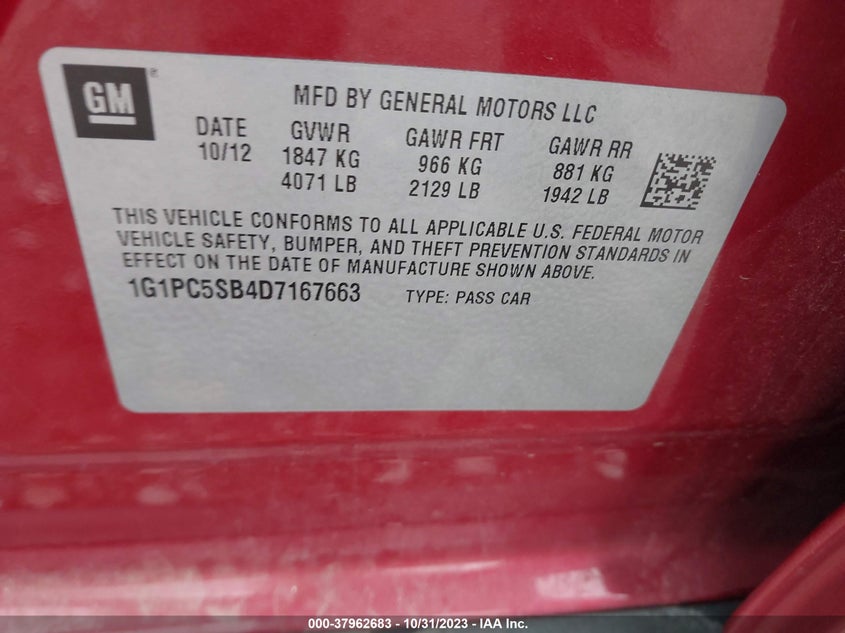 GM®
MFD BY GENERAL MOTORS LLC
DATE GVWR GAWR FRT GAWR RR
10/12 1847 KG 966 KG 881 KG
4071 LB 2129 LB 1942 LB
THIS VEHICLE CONFORMS TO ALL APPLICABLE U.S. FEDERAL MOTOR
VEHICLE SAFETY, BUMPER, AND THEFT PREVENTION STANDARDS IN
EFFECT ON THE DATE OF MANUFACTURE SHOWN ABOVE.
1G1PC5SB4D7167663 TYPE: PASS CAR
000-37962683 - 10/31/2023 - IAA Inc.